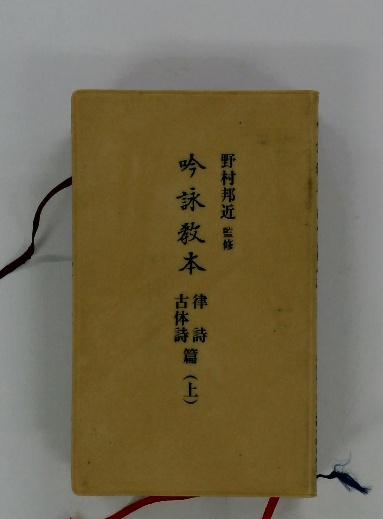 野村邦近 監修
吟詠教本
律詩
古体詩
篇(上)